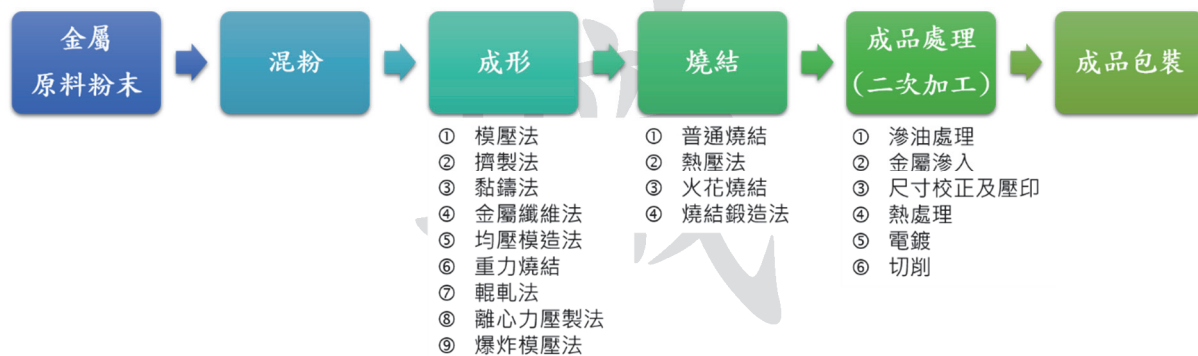 金屬
原料粉末
混粉
成形
燒結
成品處理
(二次加工)
成品包裝
① 模壓法
② 擠製法
③ 黏鑄法
④ 金屬纖維法
⑤ 均壓模造法
⑥ 重力燒結
⑦ 輥軋法
⑧ 離心力壓製法
⑨ 爆炸模壓法
① 普通燒結
② 熱壓法
③ 火花燒結
④ 燒結鍛造法
① 滲油處理
② 金屬滲入
③ 尺寸校正及壓印
④ 熱處理
⑤ 電鍍
⑥ 切削